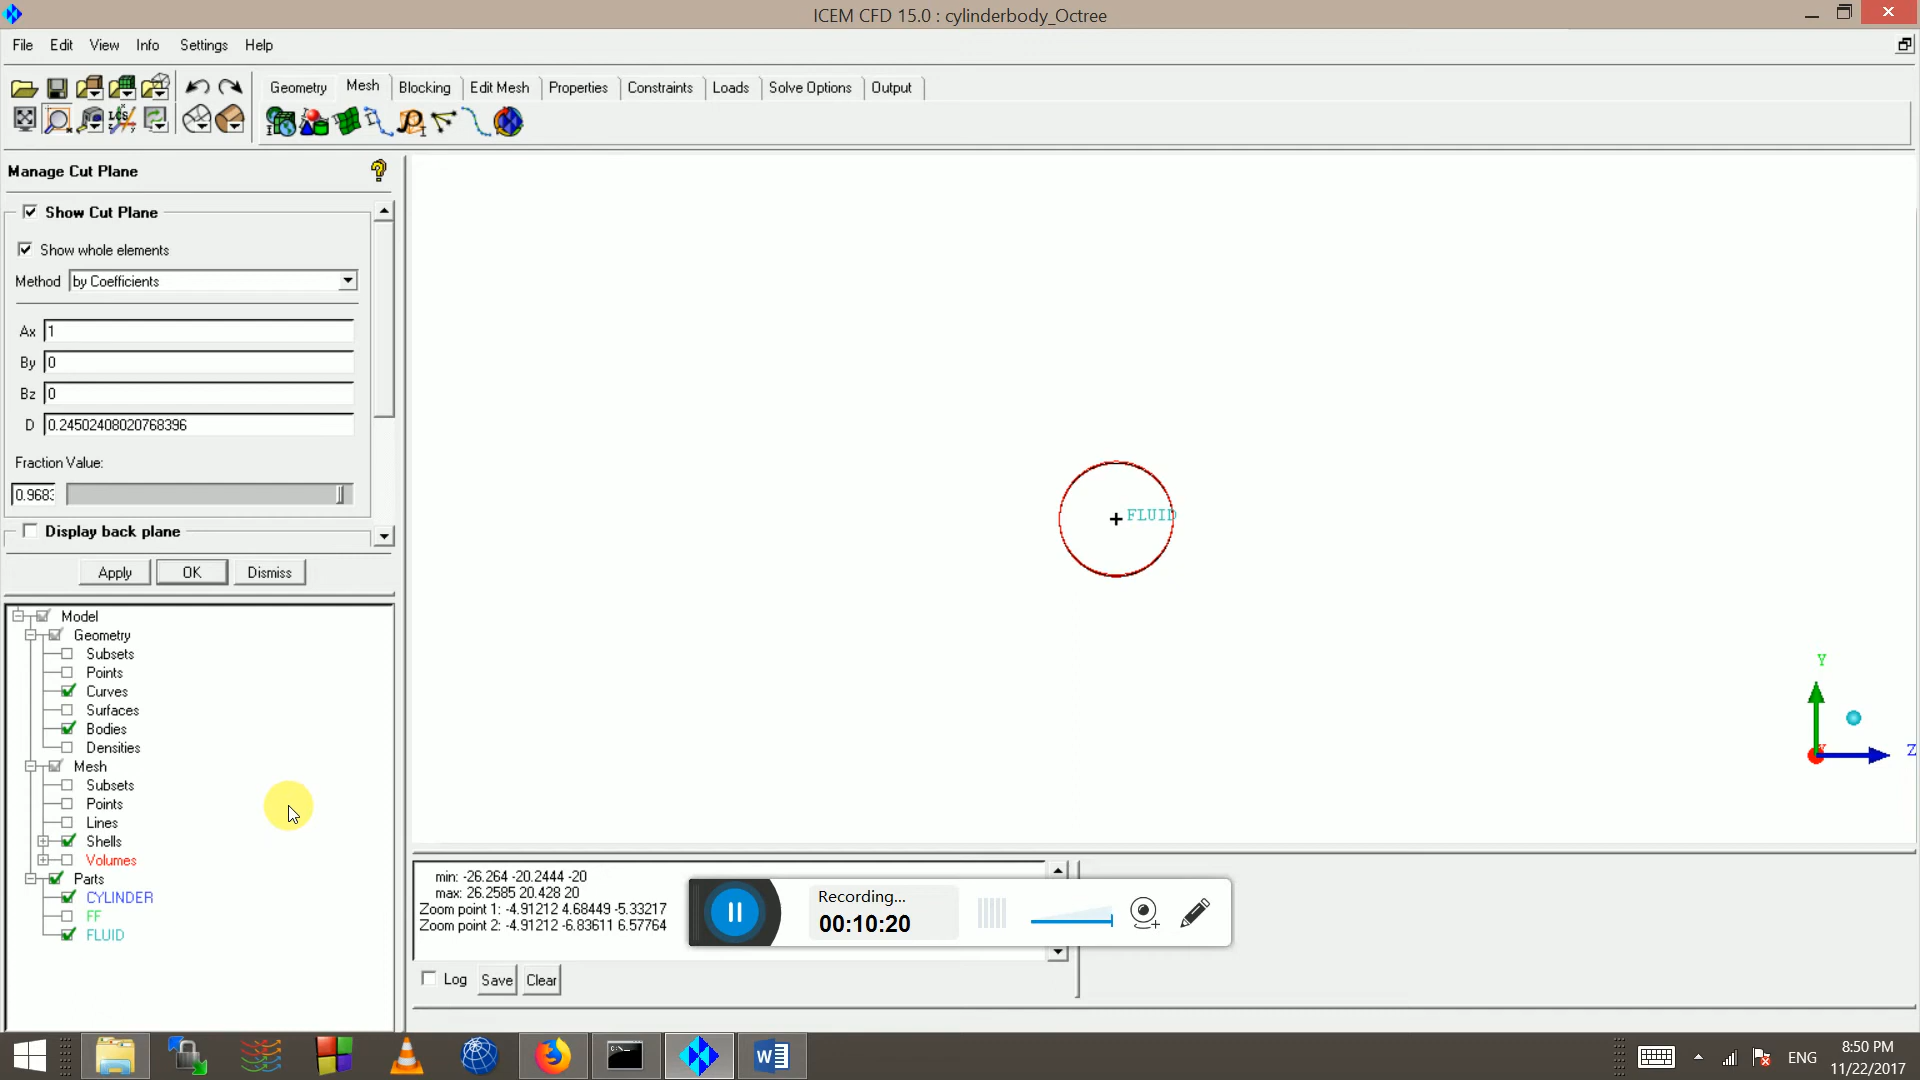 ICEM CFD 15.0 : cylinderbody_Octree
File Edit View Info Settings Help
Geometry Mesh Blocking Edit Mesh Properties Constraints Loads Solve Options Output
LCS
Manage Cut Plane
Show Cut Plane
Show whole elements
Method by Coefficients
Ax 1
By 0
Bz 0
D 0.24502408020768396
Fraction Value:
0.968
Display back plane
Apply OK Dismiss
Model
Geometry
Subsets
Points
Curves
Surfaces
Bodies
Densities
Mesh
Subsets
Points
Lines
Shells
Volumes
Parts
CYLINDER
FF
FLUID
FLUID
Y
Z
min: -26.264 -20.2444 -20
max: 26.2585 20.428 20
Zoom point 1: -4.91212 4.68449 -5.33217
Zoom point 2: -4.91212 -6.83611 6.57764
Log Save Clear
Recording...
00:10:20
ENG
8:50 PM
11/22/2017